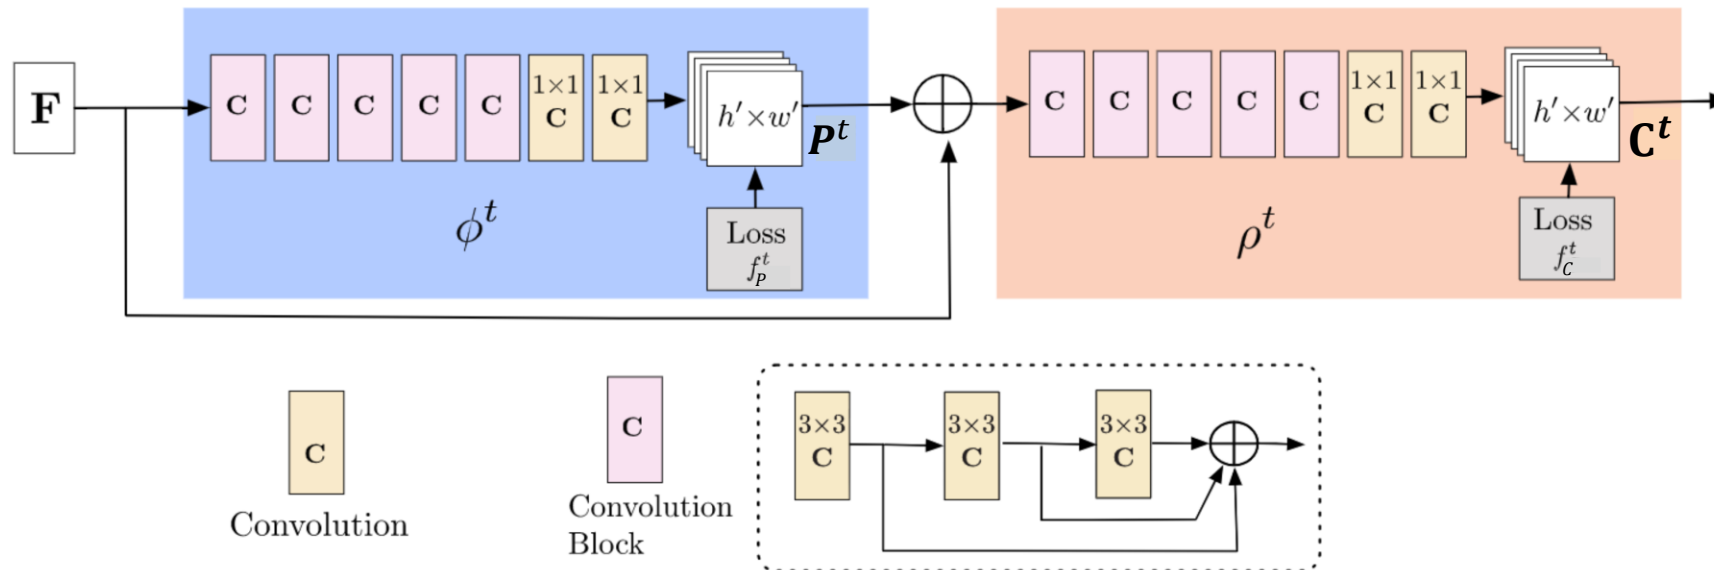 F
C
C
C
C
C
1×1
C
1×1
C
h′×w′
P^t
Loss
f_P^t
ϕ^t
C
C
C
C
C
1×1
C
1×1
C
h′×w′
C^t
Loss
f_C^t
ρ^t
C
Convolution
C
Convolution
Block
3×3
C
3×3
C
3×3
C